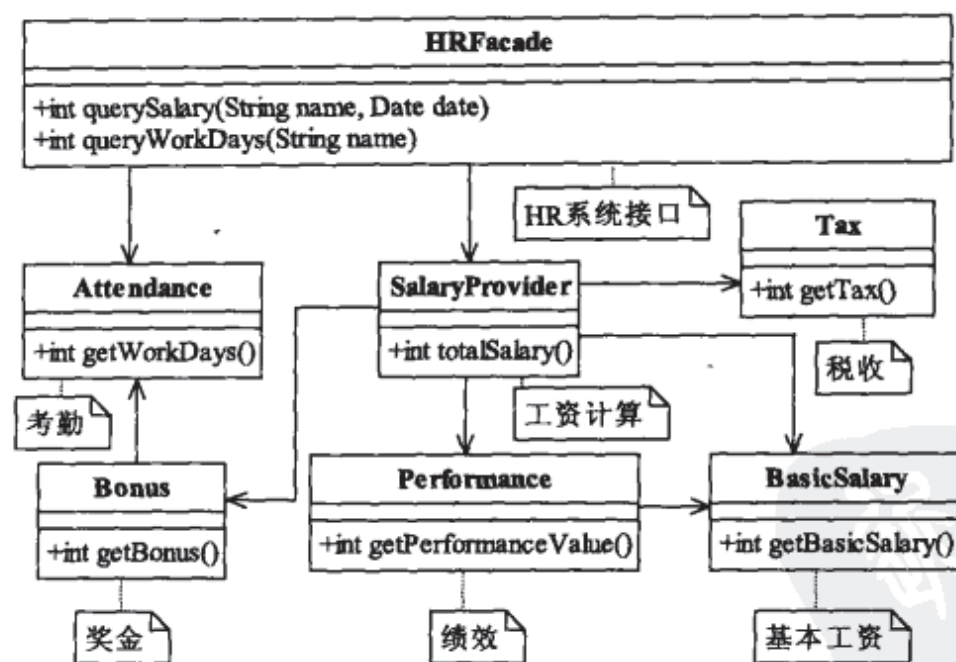 HRFacade
+int querySalary(String name, Date date)
+int queryWorkDays(String name)
HR系统接口
Tax
+int getTax()
税收
Attendance
+int getWorkDays()
考勤
SalaryProvider
+int totalSalary()
工资计算
Bonus
+int getBonus()
奖金
Performance
+int getPerformanceValue()
绩效
BasicSalary
+int getBasicSalary()
基本工资